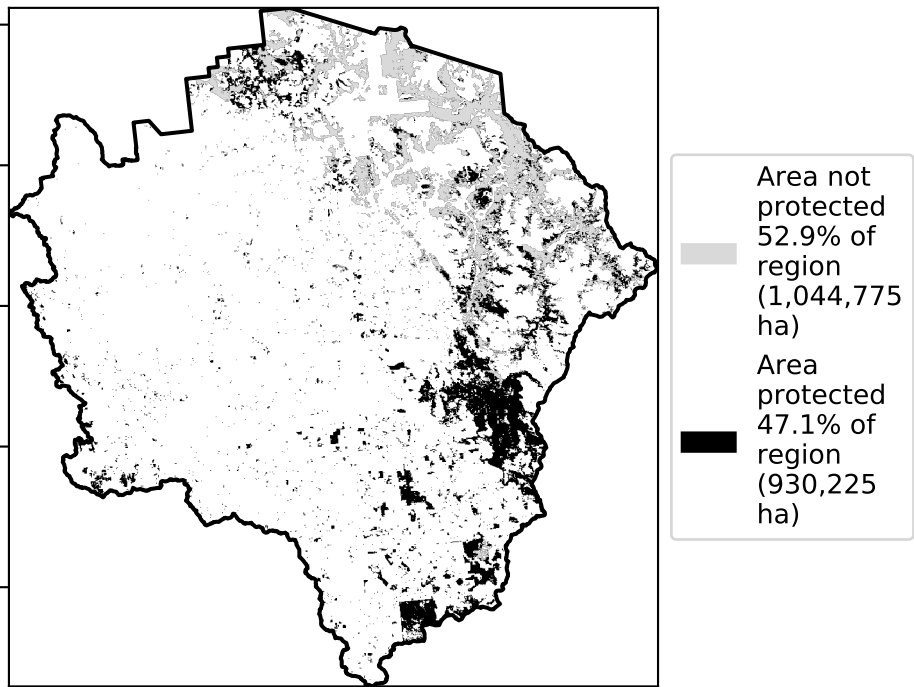 Area not
protected
52.9% of
region
(1,044,775
ha)
Area
protected
47.1% of
region
(930,225
ha)